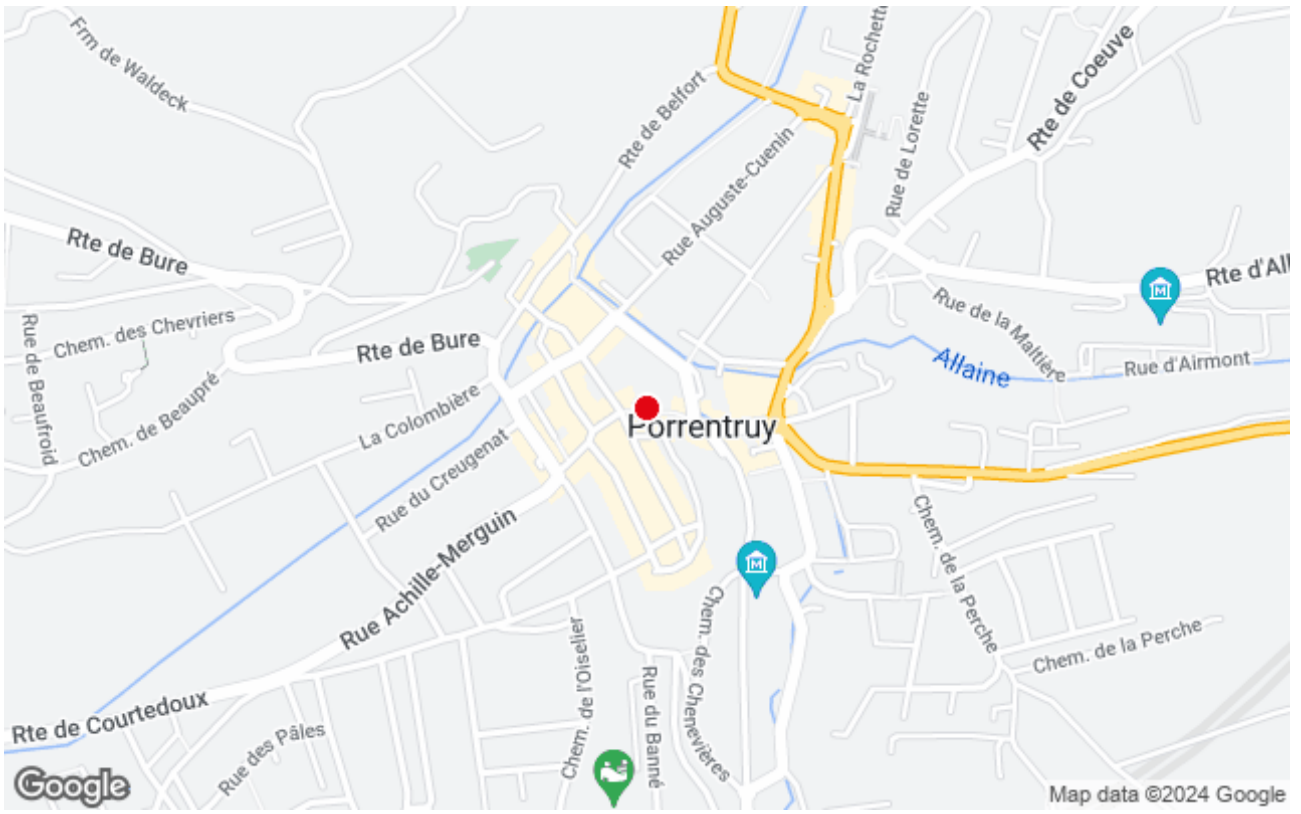 Frm de Waldeck
Rte de Belfort
La Rochett
Rue de Lorette
Rte de Coeuve
Rue Auguste-Cuenin
Rte de Bure
Rte d'All
M
Rue de la Maltière
Chem. des Chevriers
Rue de Beaufroid
Rte de Bure
Allaine
Rue d'Airmont
Chem. de Beaupré
La Colombière
Porrentruy
Rue du Creugenat
Rue Achille-Merguin
M
Chem. de la Perche
Chem. de la Perche
Chem. de l'Oiselier
Chem. des Chenevières
Rue du Banné
Rte de Courtedoux
Rue des Pâles
Google
Map data ©2024 Google